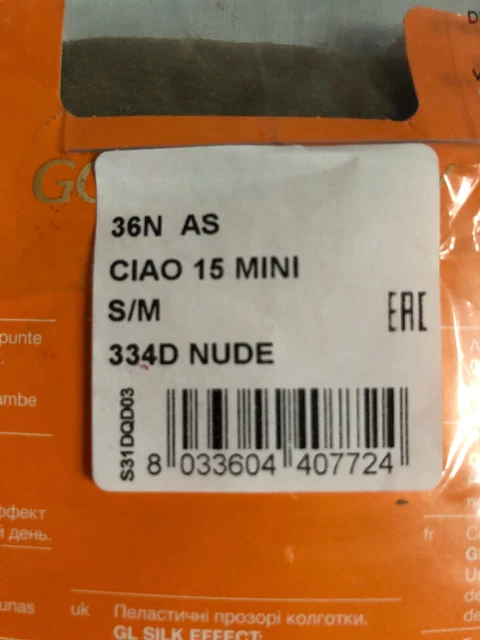 36N AS
CIAO 15 MINI
S/M
EAC
334D NUDE
S31DQD03
8 033604 407724
punte
ambe
ффект
й день.
unas
uk Пеластичні прозорі колготки.
GL SILK EFFECT:
fr